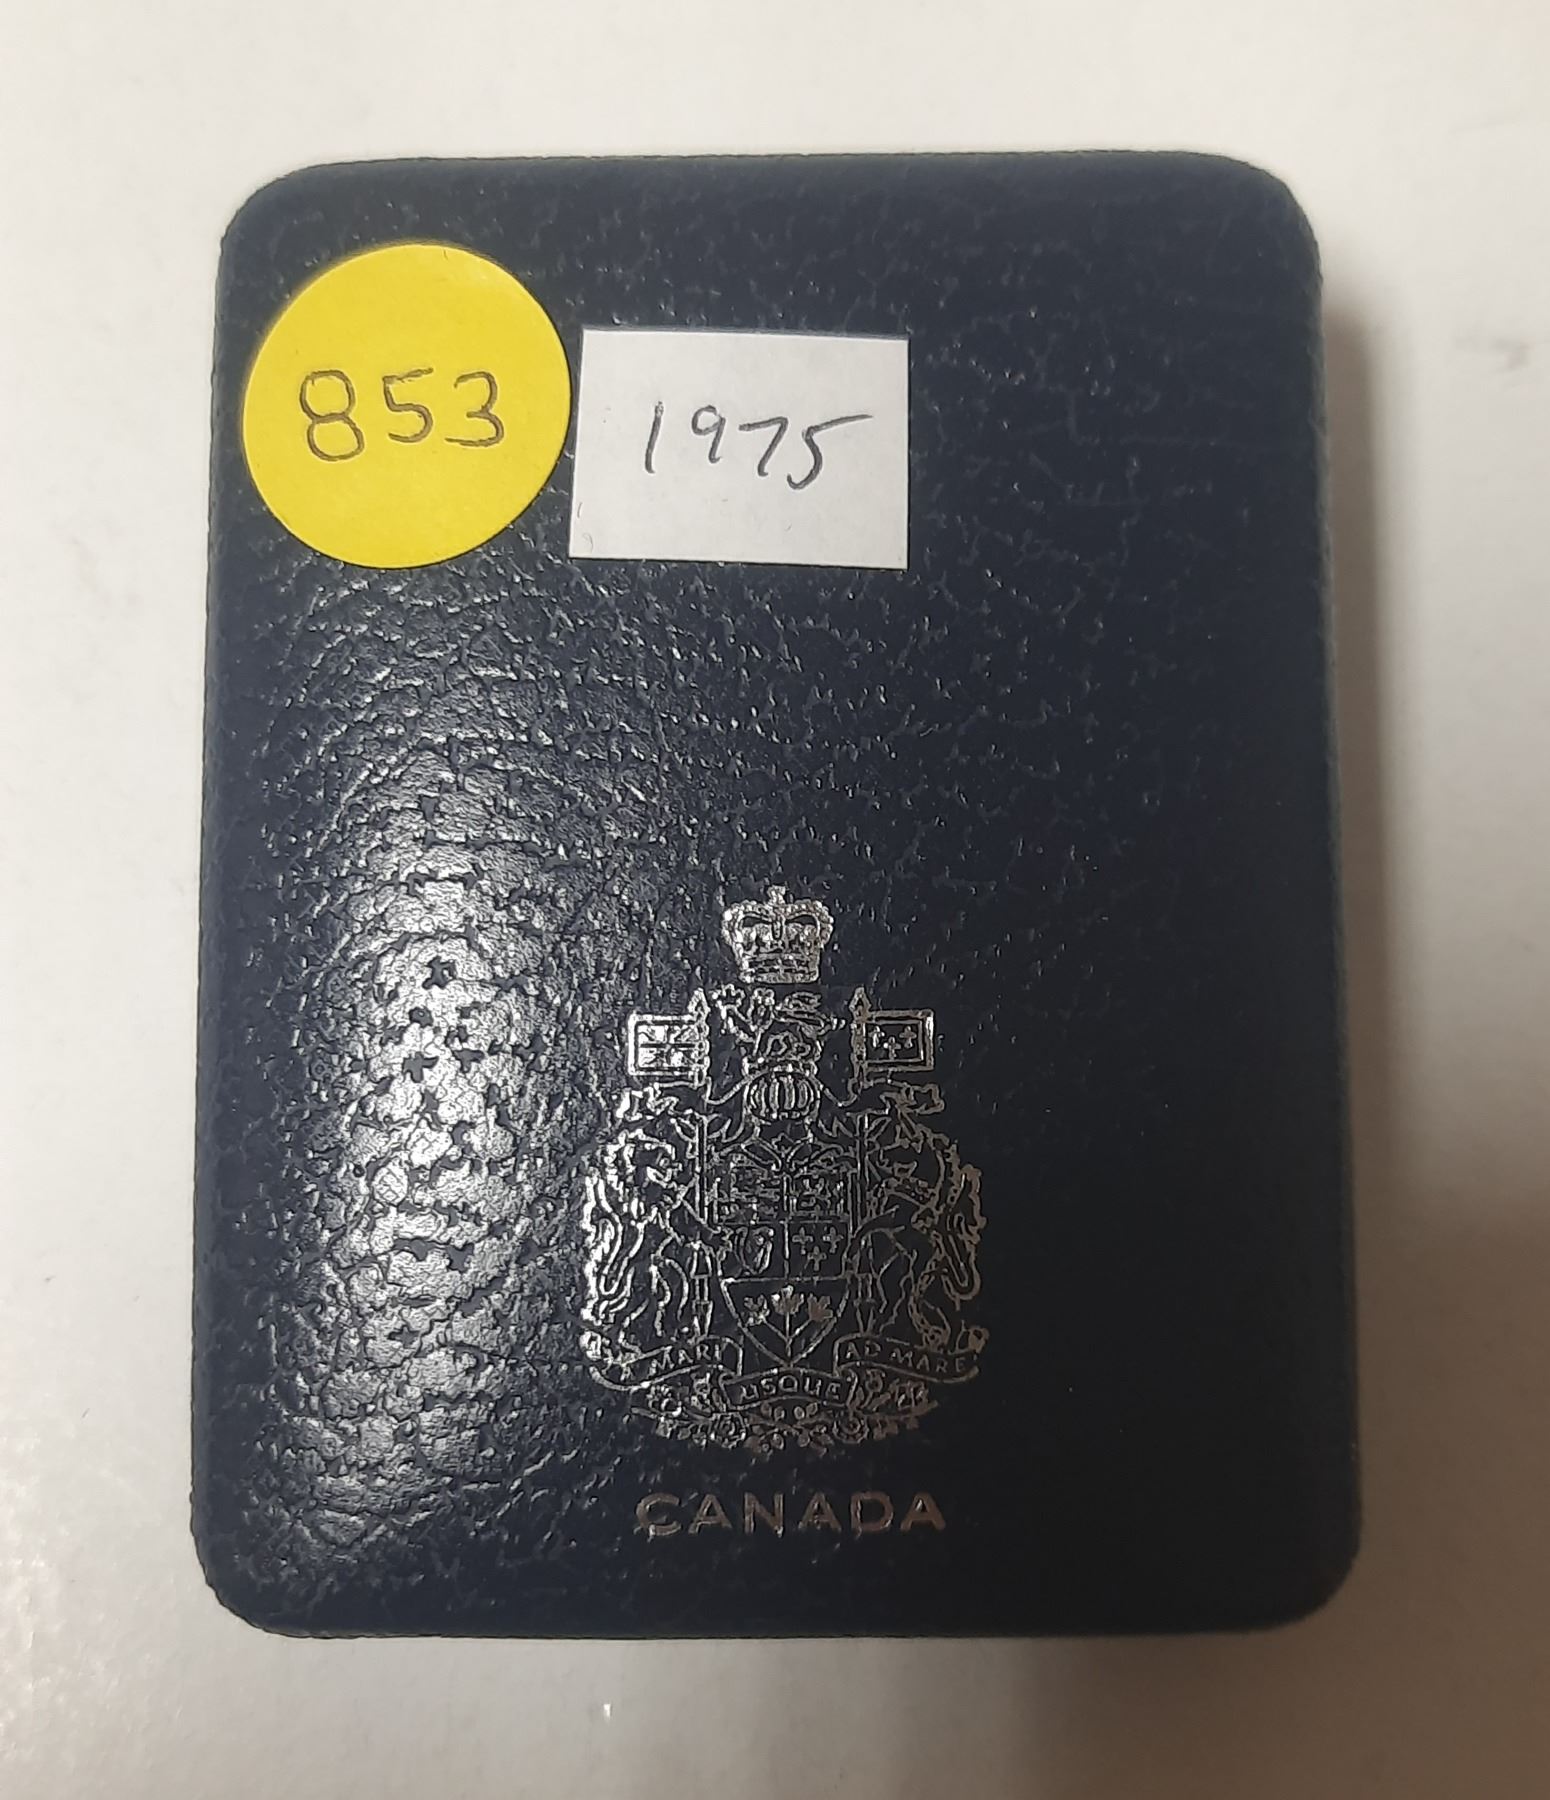 853
1975
A MARI
USQUE
AD MARE
CANADA